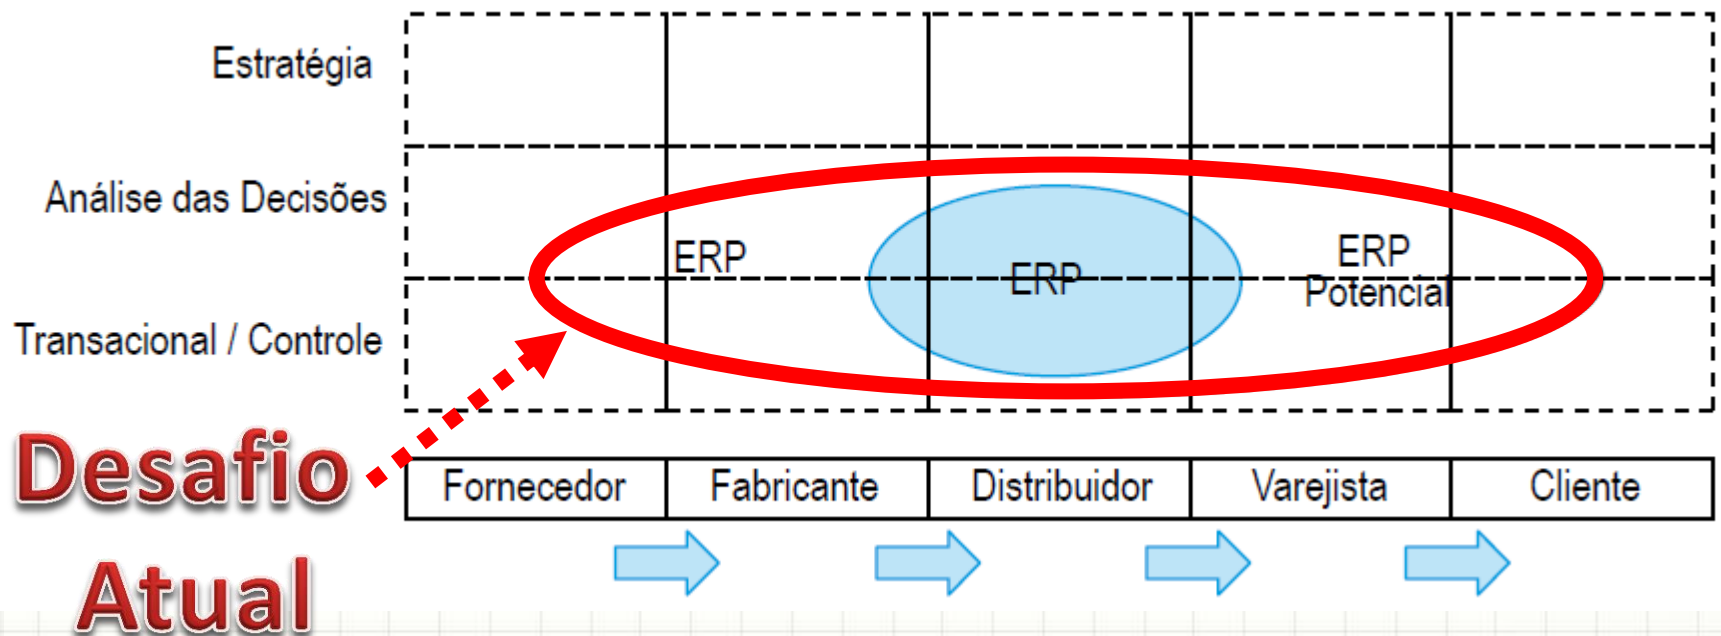 Estratégia
Análise das Decisões
ERP
ERP
ERP
Potencial
Transacional / Controle
Desafio
Atual
Fornecedor
Fabricante
Distribuidor
Varejista
Cliente